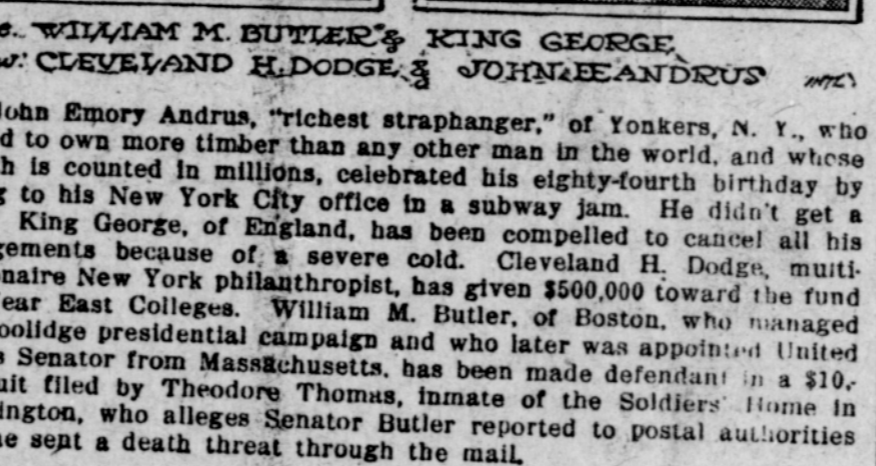 WILLIAM M. BUTLER & KING GEORGE,
CLEVELAND H. DODGE, & JOHN E. ANDRUS
John Emory Andrus, "richest straphanger," of Yonkers, N. Y., who
d to own more timber than any other man in the world, and whose
h is counted in millions, celebrated his eighty-fourth birthday by
g to his New York City office in a subway jam. He didn't get a
King George, of England, has been compelled to cancel all his
gements because of a severe cold. Cleveland H. Dodge, multi-
naire New York philanthropist, has given $500,000 toward the fund
ear East Colleges. William M. Butler, of Boston, who managed
oolidge presidential campaign and who later was appointed United
s Senator from Massachusetts, has been made defendant in a $10,-
uit filed by Theodore Thomas, inmate of the Soldiers' Home in
ington, who alleges Senator Butler reported to postal authorities
he sent a death threat through the mail.